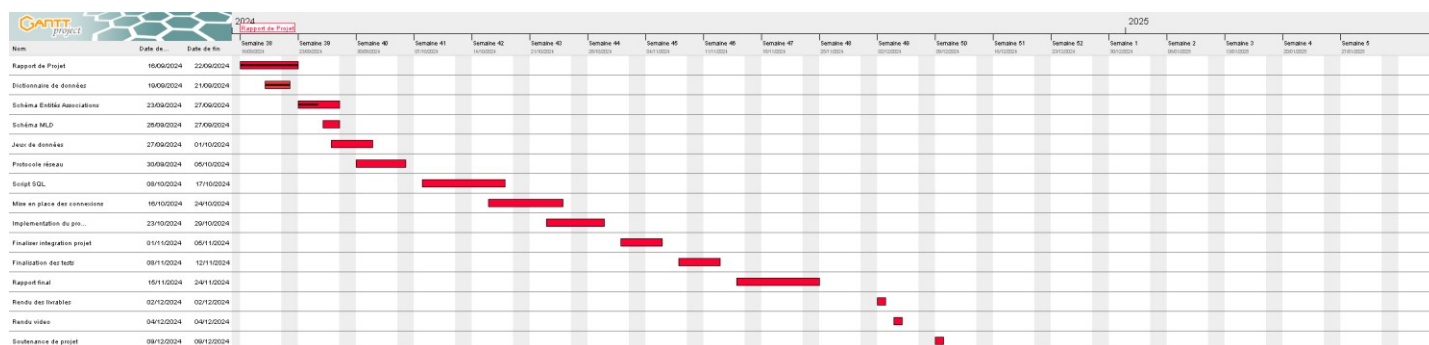 GANTT project
2024
2025
Rapport de Projet
Nom Date de... Date de fin
Semaine 38 Semaine 39 Semaine 40 Semaine 41 Semaine 42 Semaine 43 Semaine 44 Semaine 45 Semaine 46 Semaine 47 Semaine 48 Semaine 49 Semaine 50 Semaine 51 Semaine 52 Semaine 1 Semaine 2 Semaine 3 Semaine 4 Semaine 5
Rapport de Projet 16/09/2024 22/09/2024
Dictionnaire de données 19/09/2024 21/09/2024
Schéma Entités Associations 23/09/2024 27/09/2024
Schéma MLD 26/09/2024 27/09/2024
Jeux de données 27/09/2024 01/10/2024
Protocole réseau 30/09/2024 05/10/2024
Script SQL 08/10/2024 17/10/2024
Mise en place des connexions 16/10/2024 24/10/2024
Implementation du pro... 23/10/2024 29/10/2024
Finaliser integration projet 01/11/2024 05/11/2024
Finalisation des tests 08/11/2024 12/11/2024
Rapport final 15/11/2024 24/11/2024
Rendu des livrables 02/12/2024 02/12/2024
Rendu video 04/12/2024 04/12/2024
Soutenance de projet 09/12/2024 09/12/2024